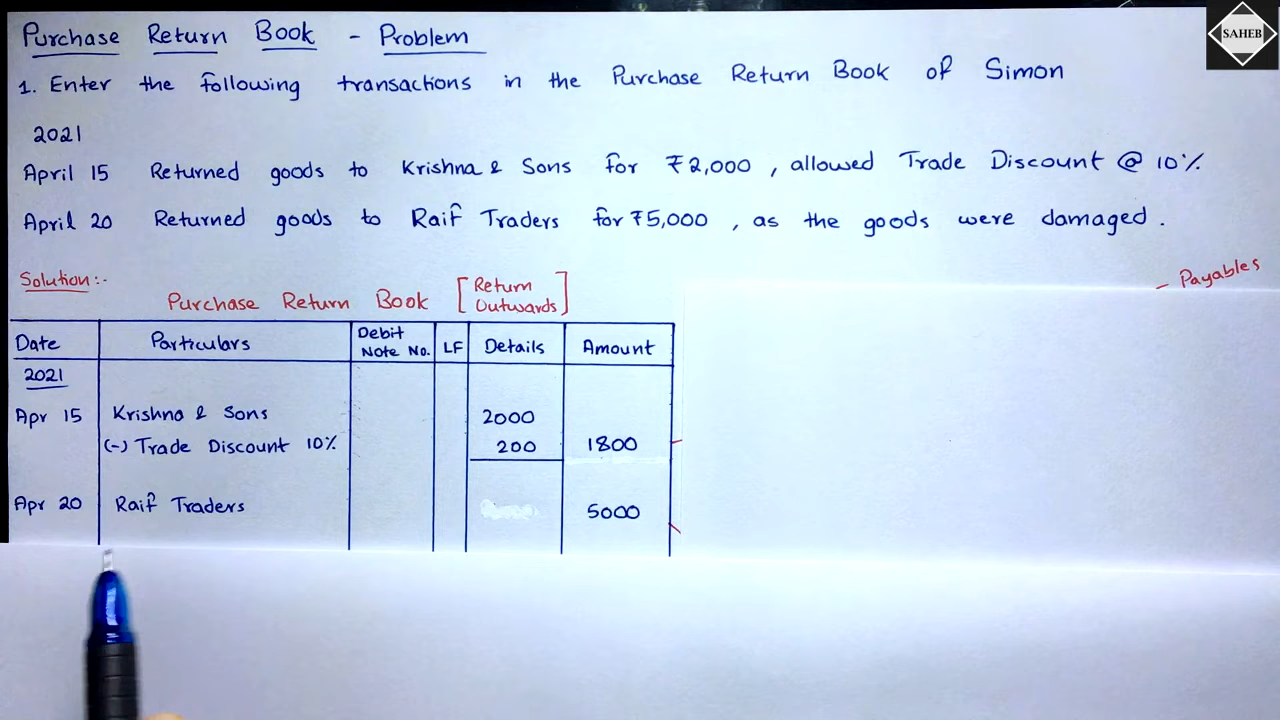 SAHEB
Purchase Return Book - Problem
1. Enter the following transactions in the Purchase Return Book of Simon
2021
April 15 Returned goods to Krishna & Sons for ₹2,000, allowed Trade Discount @ 10%
April 20 Returned goods to Raif Traders for ₹5,000, as the goods were damaged.
Solution:-
Purchase Return Book [Return Outwards]
- Payables
Date Particulars Debit Note No. LF Details Amount
2021
Apr 15 Krishna & Sons 2000
(-) Trade Discount 10% 200 1800
Apr 20 Raif Traders 5000